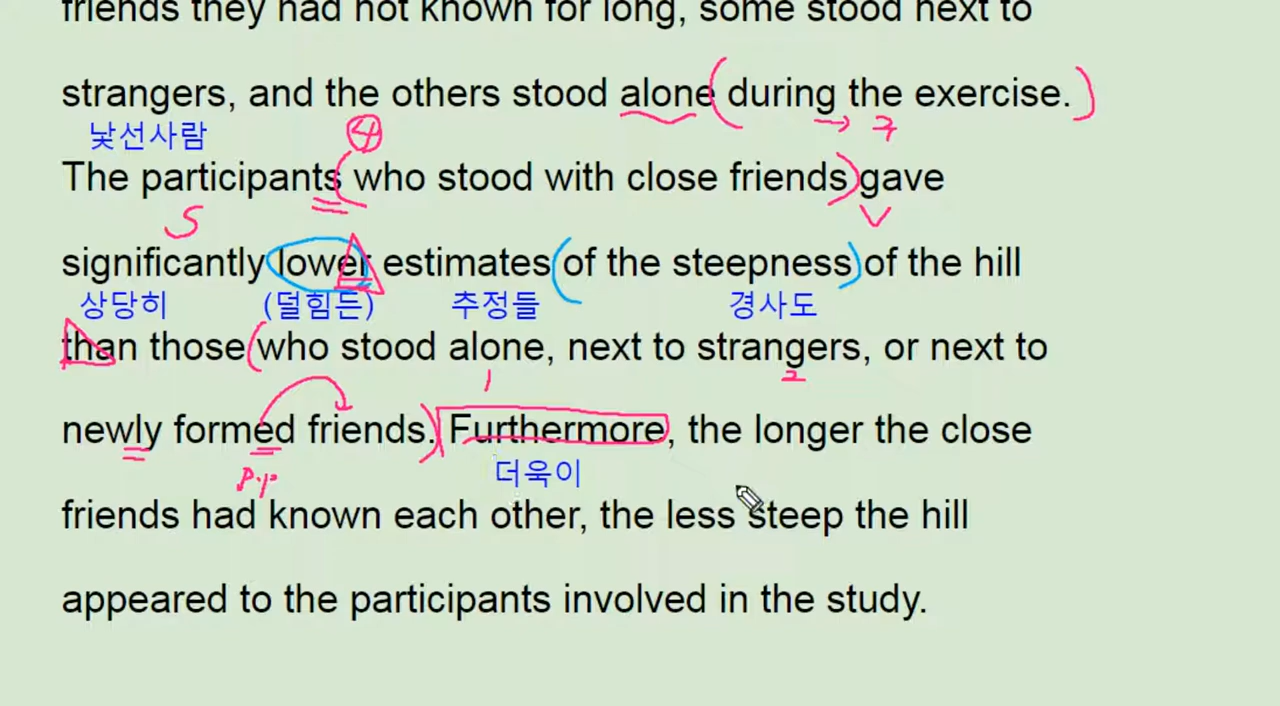 friends they had not known for long, some stood next to
strangers, and the others stood alone (during the exercise.)
낯선사람 ④ → 구
The participants (who stood with close friends) gave
S V
significantly lower estimates (of the steepness) of the hill
상당히 (덜힘든) 추정들 경사도
than those (who stood alone, next to strangers, or next to
1 2
newly formed friends.) Furthermore, the longer the close
p.p 더욱이
friends had known each other, the less steep the hill
appeared to the participants involved in the study.